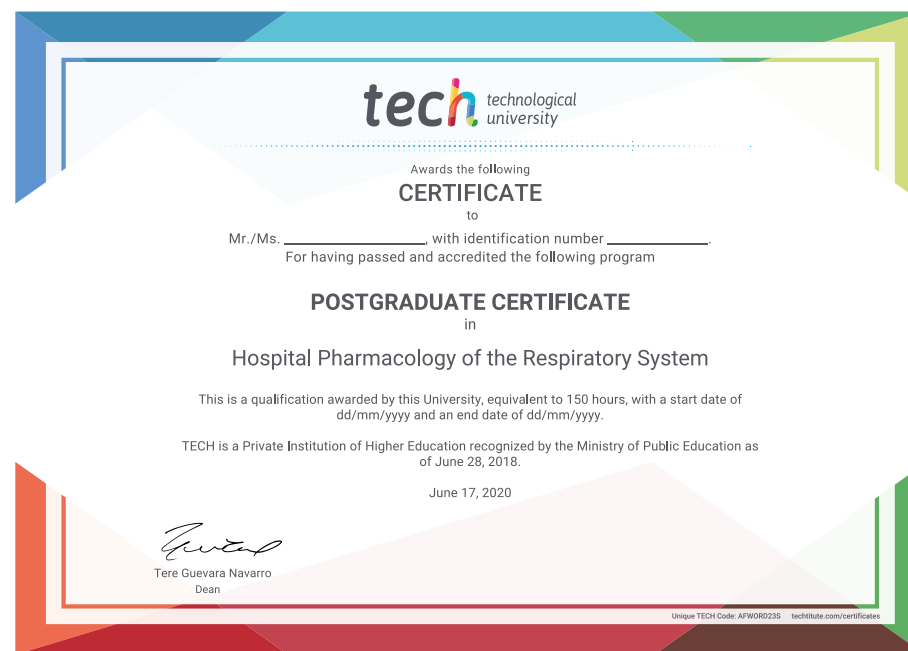 tech technological
university
Awards the following
CERTIFICATE
to
Mr./Ms. ____________________, with identification number ______________.
For having passed and accredited the following program
POSTGRADUATE CERTIFICATE
in
Hospital Pharmacology of the Respiratory System
This is a qualification awarded by this University, equivalent to 150 hours, with a start date of
dd/mm/yyyy and an end date of dd/mm/yyyy.
TECH is a Private Institution of Higher Education recognized by the Ministry of Public Education as
of June 28, 2018.
June 17, 2020
Tere Guevara Navarro
Dean
Unique TECH Code: AFWORD23S techtitute.com/certificates